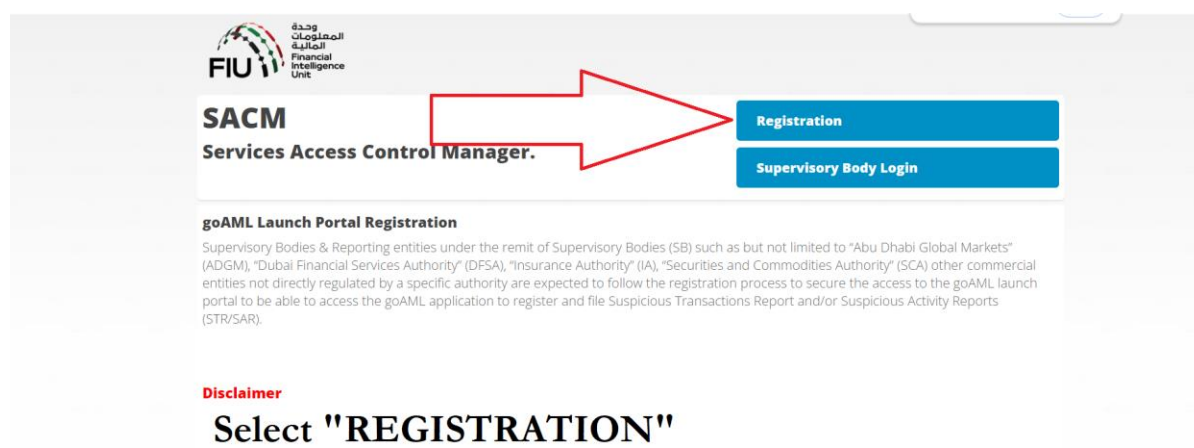 وحدة
المعلومات
المالية
FIU
Financial
Intelligence
Unit
SACM
Services Access Control Manager.
Registration
Supervisory Body Login
goAML Launch Portal Registration
Supervisory Bodies & Reporting entities under the remit of Supervisory Bodies (SB) such as but not limited to “Abu Dhabi Global Markets”
(ADGM), “Dubai Financial Services Authority” (DFSA), “Insurance Authority” (IA), “Securities and Commodities Authority” (SCA) other commercial
entities not directly regulated by a specific authority are expected to follow the registration process to secure the access to the goAML launch
portal to be able to access the goAML application to register and file Suspicious Transactions Report and/or Suspicious Activity Reports
(STR/SAR).
Disclaimer
Select "REGISTRATION"